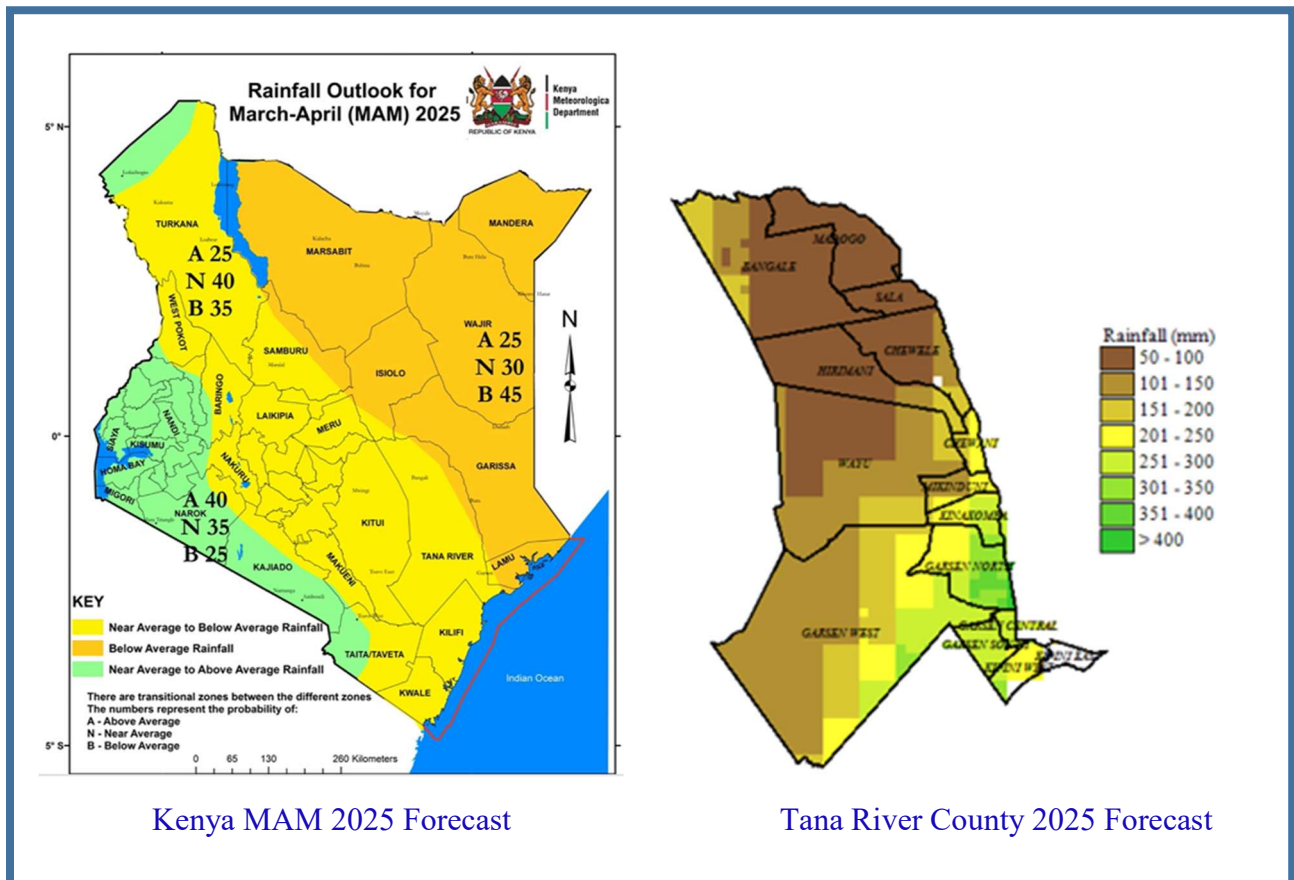 Rainfall Outlook for
March-April (MAM) 2025
REPUBLIC OF KENYA
Kenya
Meteorologica
Department
5° N
0°
5° S
TURKANA
Lodwar
A 25
N 40
B 35
WEST POKOT
MARSABIT
MANDERA
WAJIR
A 25
N 30
B 45
N
SAMBURU
ISIOLO
BARINGO
LAIKIPIA
MERU
NANDI
SIAYA
KISUMU
HOMA BAY
MIGORI
NAKURU
GARISSA
NAROK
A 40
N 35
B 25
KITUI
TANA RIVER
KAJIADO
MAKUENI
LAMU
KILIFI
TAITA/TAVETA
KWALE
Indian Ocean
KEY
Near Average to Below Average Rainfall
Below Average Rainfall
Near Average to Above Average Rainfall
There are transitional zones between the different zones
The numbers represent the probability of:
A - Above Average
N - Near Average
B - Below Average
0 65 130 260 Kilometers
Kenya MAM 2025 Forecast
BANGALE
SALA
CHEWELE
HIRIMANI
CHEWANI
WAYU
MIKINDUNI
KINAKOMBA
GARSEN NORTH
GARSEN WEST
GARSEN CENTRAL
GARSEN SOUTH
Rainfall (mm)
50 - 100
101 - 150
151 - 200
201 - 250
251 - 300
301 - 350
351 - 400
> 400
Tana River County 2025 Forecast